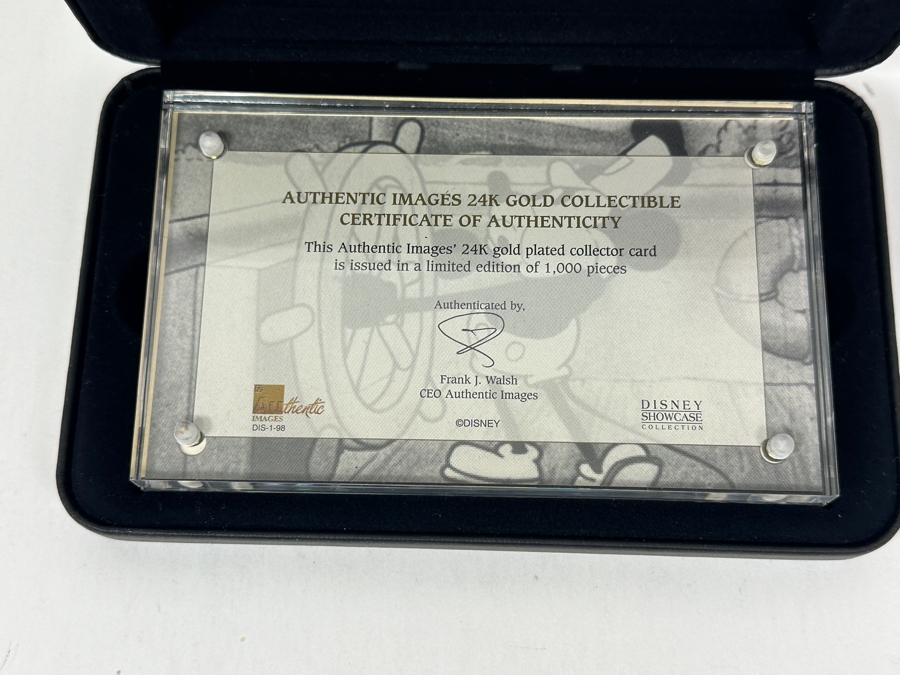 AUTHENTIC IMAGES 24K GOLD COLLECTIBLE
CERTIFICATE OF AUTHENTICITY
This Authentic Images' 24K gold plated collector card
is issued in a limited edition of 1,000 pieces
Authenticated by,
Frank J. Walsh
CEO Authentic Images
Authentic
IMAGES
DIS-1-98
©DISNEY
DISNEY
SHOWCASE
COLLECTION